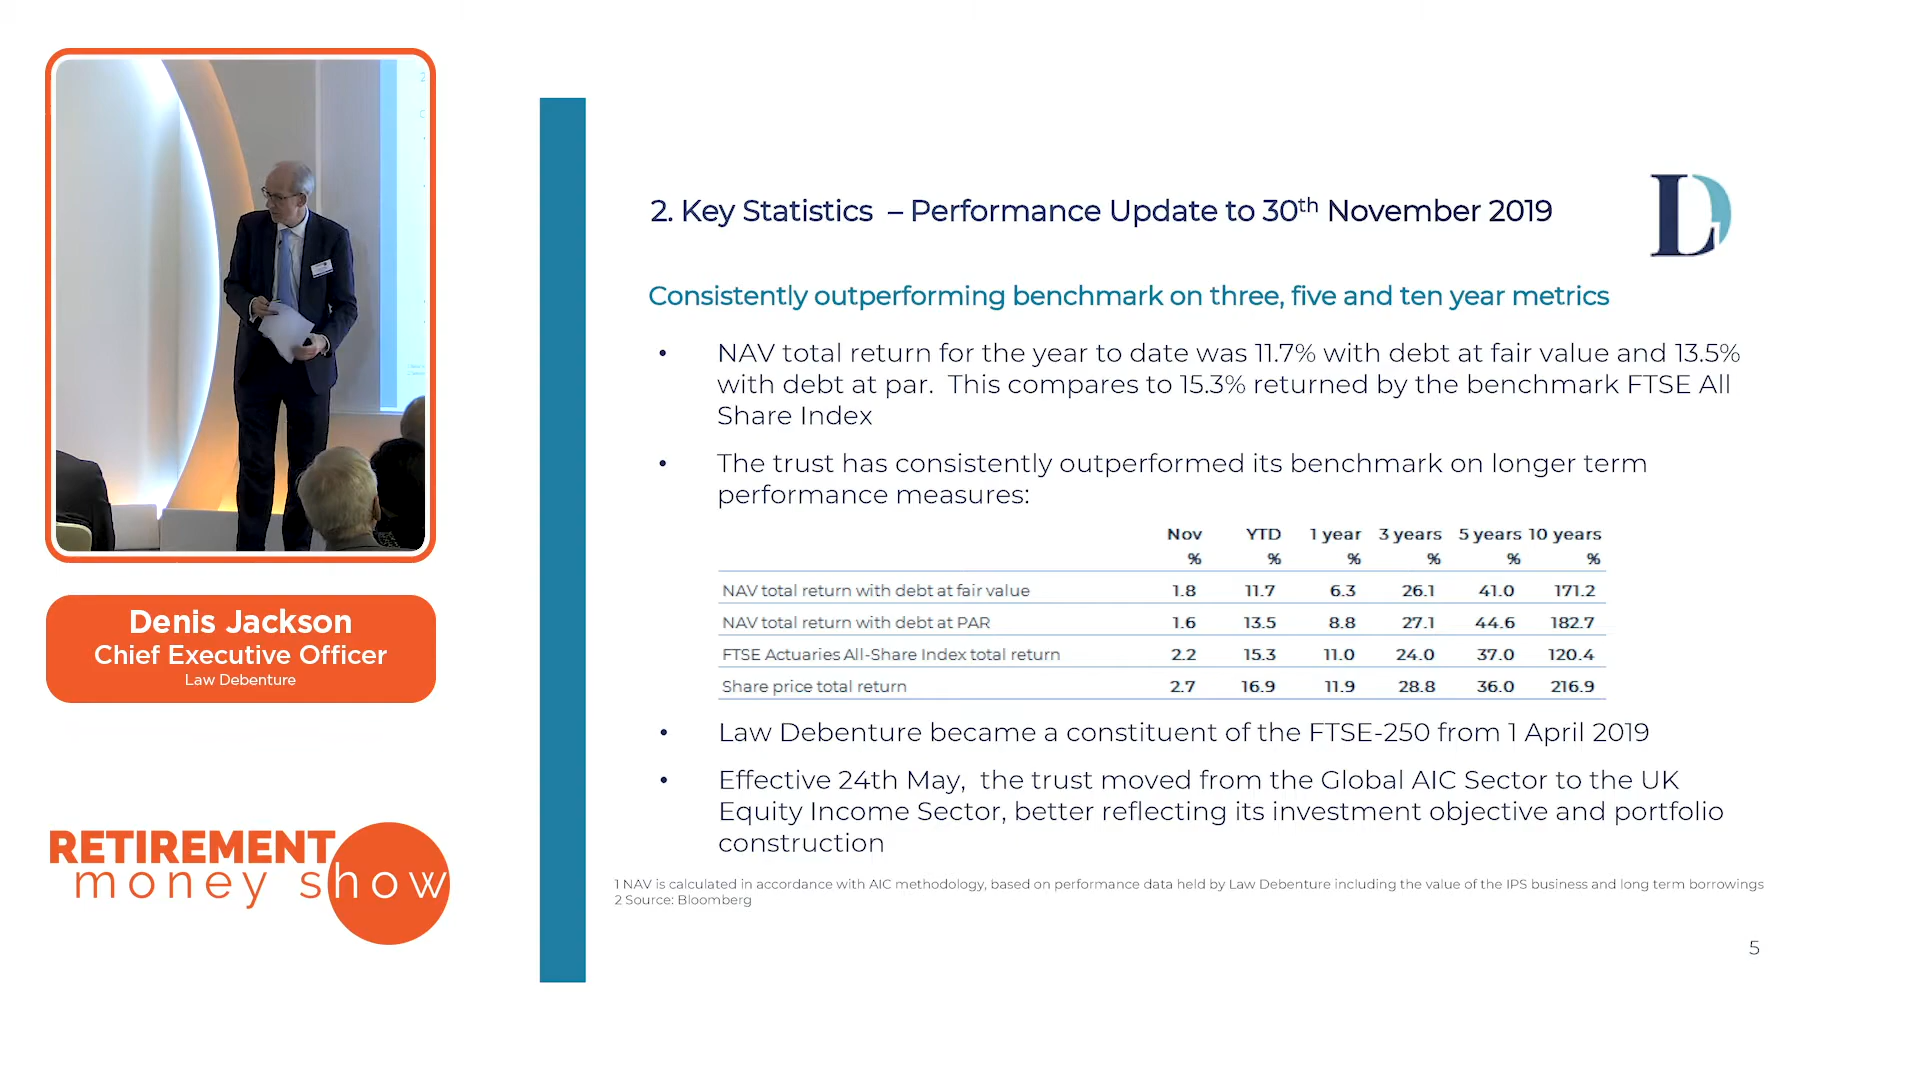 2. Key Statistics – Performance Update to 30th November 2019
LD
Consistently outperforming benchmark on three, five and ten year metrics
• NAV total return for the year to date was 11.7% with debt at fair value and 13.5%
with debt at par. This compares to 15.3% returned by the benchmark FTSE All
Share Index
• The trust has consistently outperformed its benchmark on longer term
performance measures:
Nov YTD 1 year 3 years 5 years 10 years
% % % % % %
NAV total return with debt at fair value 1.8 11.7 6.3 26.1 41.0 171.2
NAV total return with debt at PAR 1.6 13.5 8.8 27.1 44.6 182.7
FTSE Actuaries All-Share Index total return 2.2 15.3 11.0 24.0 37.0 120.4
Share price total return 2.7 16.9 11.9 28.8 36.0 216.9
• Law Debenture became a constituent of the FTSE-250 from 1 April 2019
• Effective 24th May, the trust moved from the Global AIC Sector to the UK
Equity Income Sector, better reflecting its investment objective and portfolio
construction
1 NAV is calculated in accordance with AIC methodology, based on performance data held by Law Debenture including the value of the IPS business and long term borrowings
2 Source: Bloomberg
5
Denis Jackson
Chief Executive Officer
Law Debenture
RETIREMENT
money show